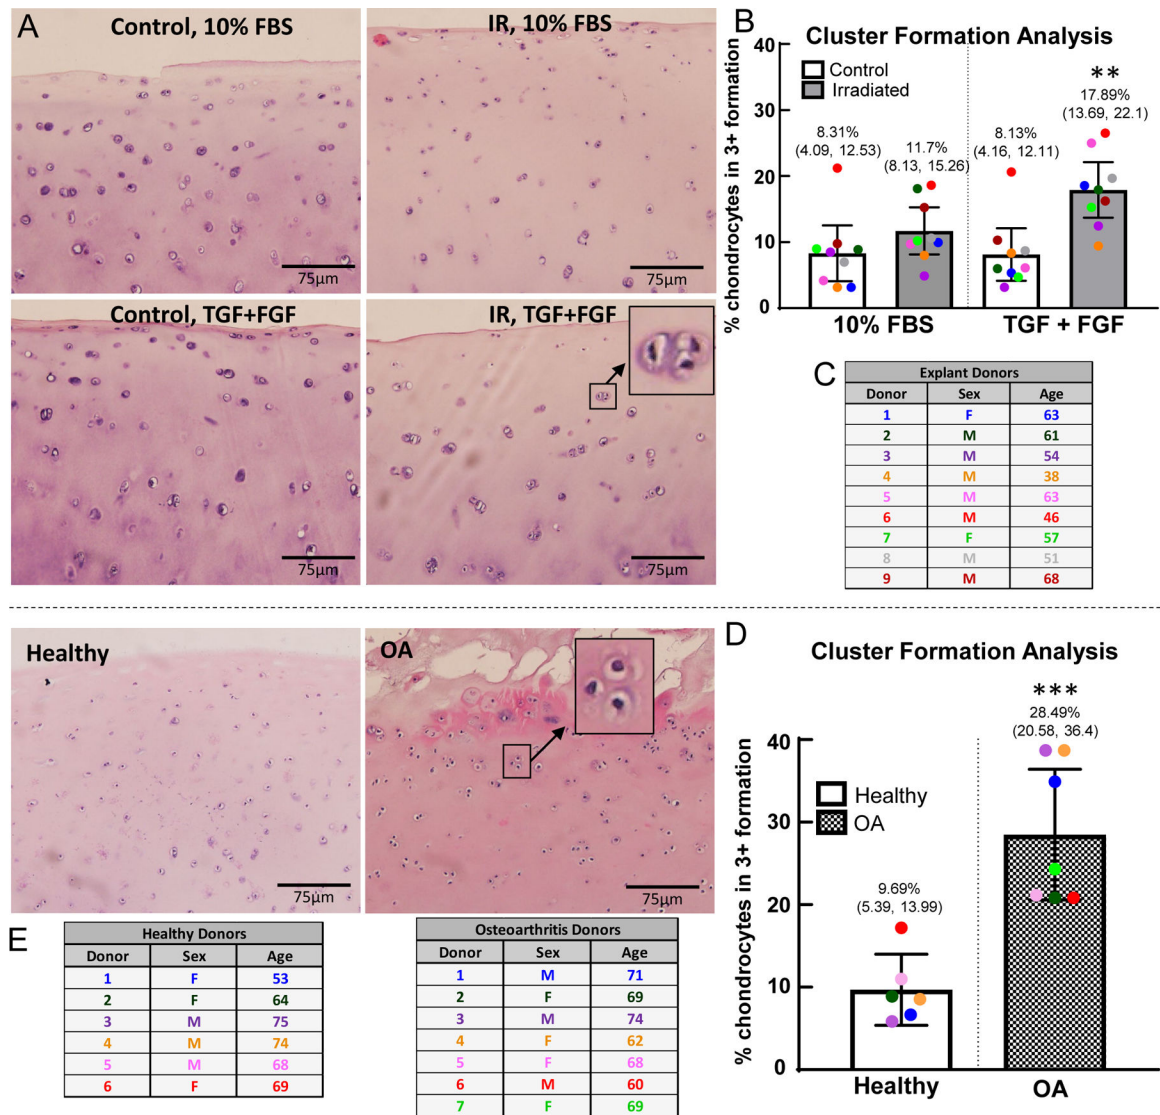 A
Control, 10% FBS
75µm
IR, 10% FBS
75µm
Control, TGF+FGF
75µm
IR, TGF+FGF
75µm
B
Cluster Formation Analysis
% chondrocytes in 3+ formation
40
30
20
10
0
Control
Irradiated
8.31%
(4.09, 12.53)
11.7%
(8.13, 15.26)
8.13%
(4.16, 12.11)
**
17.89%
(13.69, 22.1)
10% FBS
TGF + FGF
C
Explant Donors
Donor Sex Age
1 F 63
2 M 61
3 M 54
4 M 38
5 M 63
6 M 46
7 F 57
8 M 51
9 M 68
Healthy
75µm
OA
75µm
D
Cluster Formation Analysis
% chondrocytes in 3+ formation
40
30
20
10
0
Healthy
OA
9.69%
(5.39, 13.99)
***
28.49%
(20.58, 36.4)
Healthy
OA
E
Healthy Donors
Donor Sex Age
1 F 53
2 F 64
3 M 75
4 M 74
5 M 68
6 F 69
Osteoarthritis Donors
Donor Sex Age
1 M 71
2 F 69
3 M 74
4 F 62
5 F 68
6 M 60
7 F 69